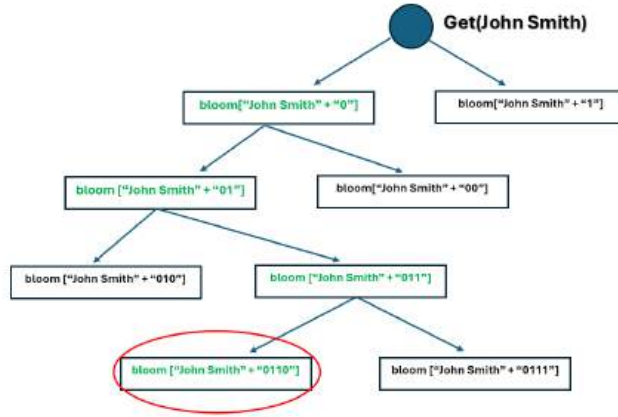 Get(John Smith)
bloom[“John Smith” + “0”]
bloom[“John Smith” + “1”]
bloom [“John Smith” + “01”]
bloom[“John Smith” + “00”]
bloom [“John Smith” + “010”]
bloom [“John Smith” + “011”]
bloom [“John Smith” + “0110”]
bloom [“John Smith” + “0111”]